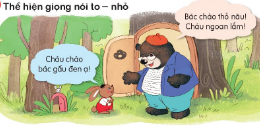 Thể hiện giọng nói to – nhỏ
Cháu chào
bác gấu đen ạ!
Bác chào thỏ nâu!
Cháu ngoan lắm!